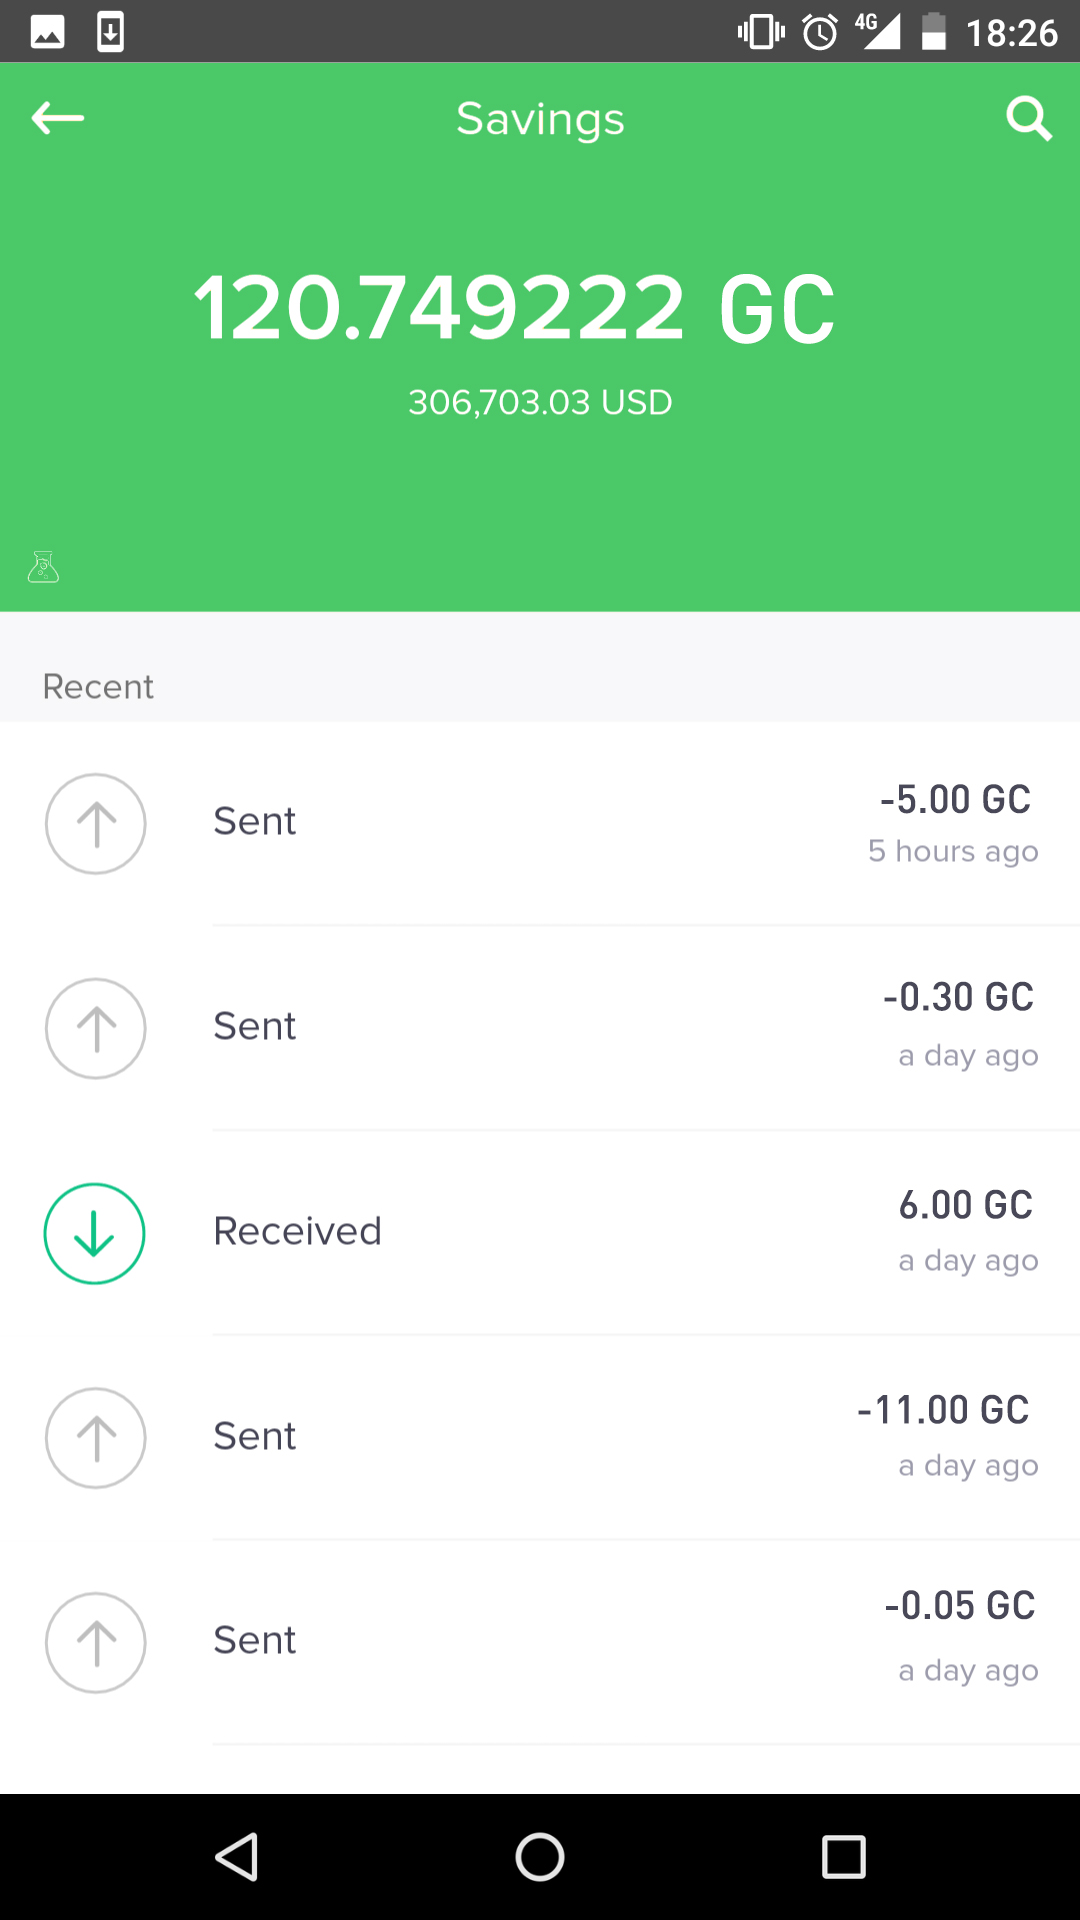 4G 18:26
Savings
120.749222 GC
306,703.03 USD
Recent
Sent
-5.00 GC
5 hours ago
Sent
-0.30 GC
a day ago
Received
6.00 GC
a day ago
Sent
-11.00 GC
a day ago
Sent
-0.05 GC
a day ago